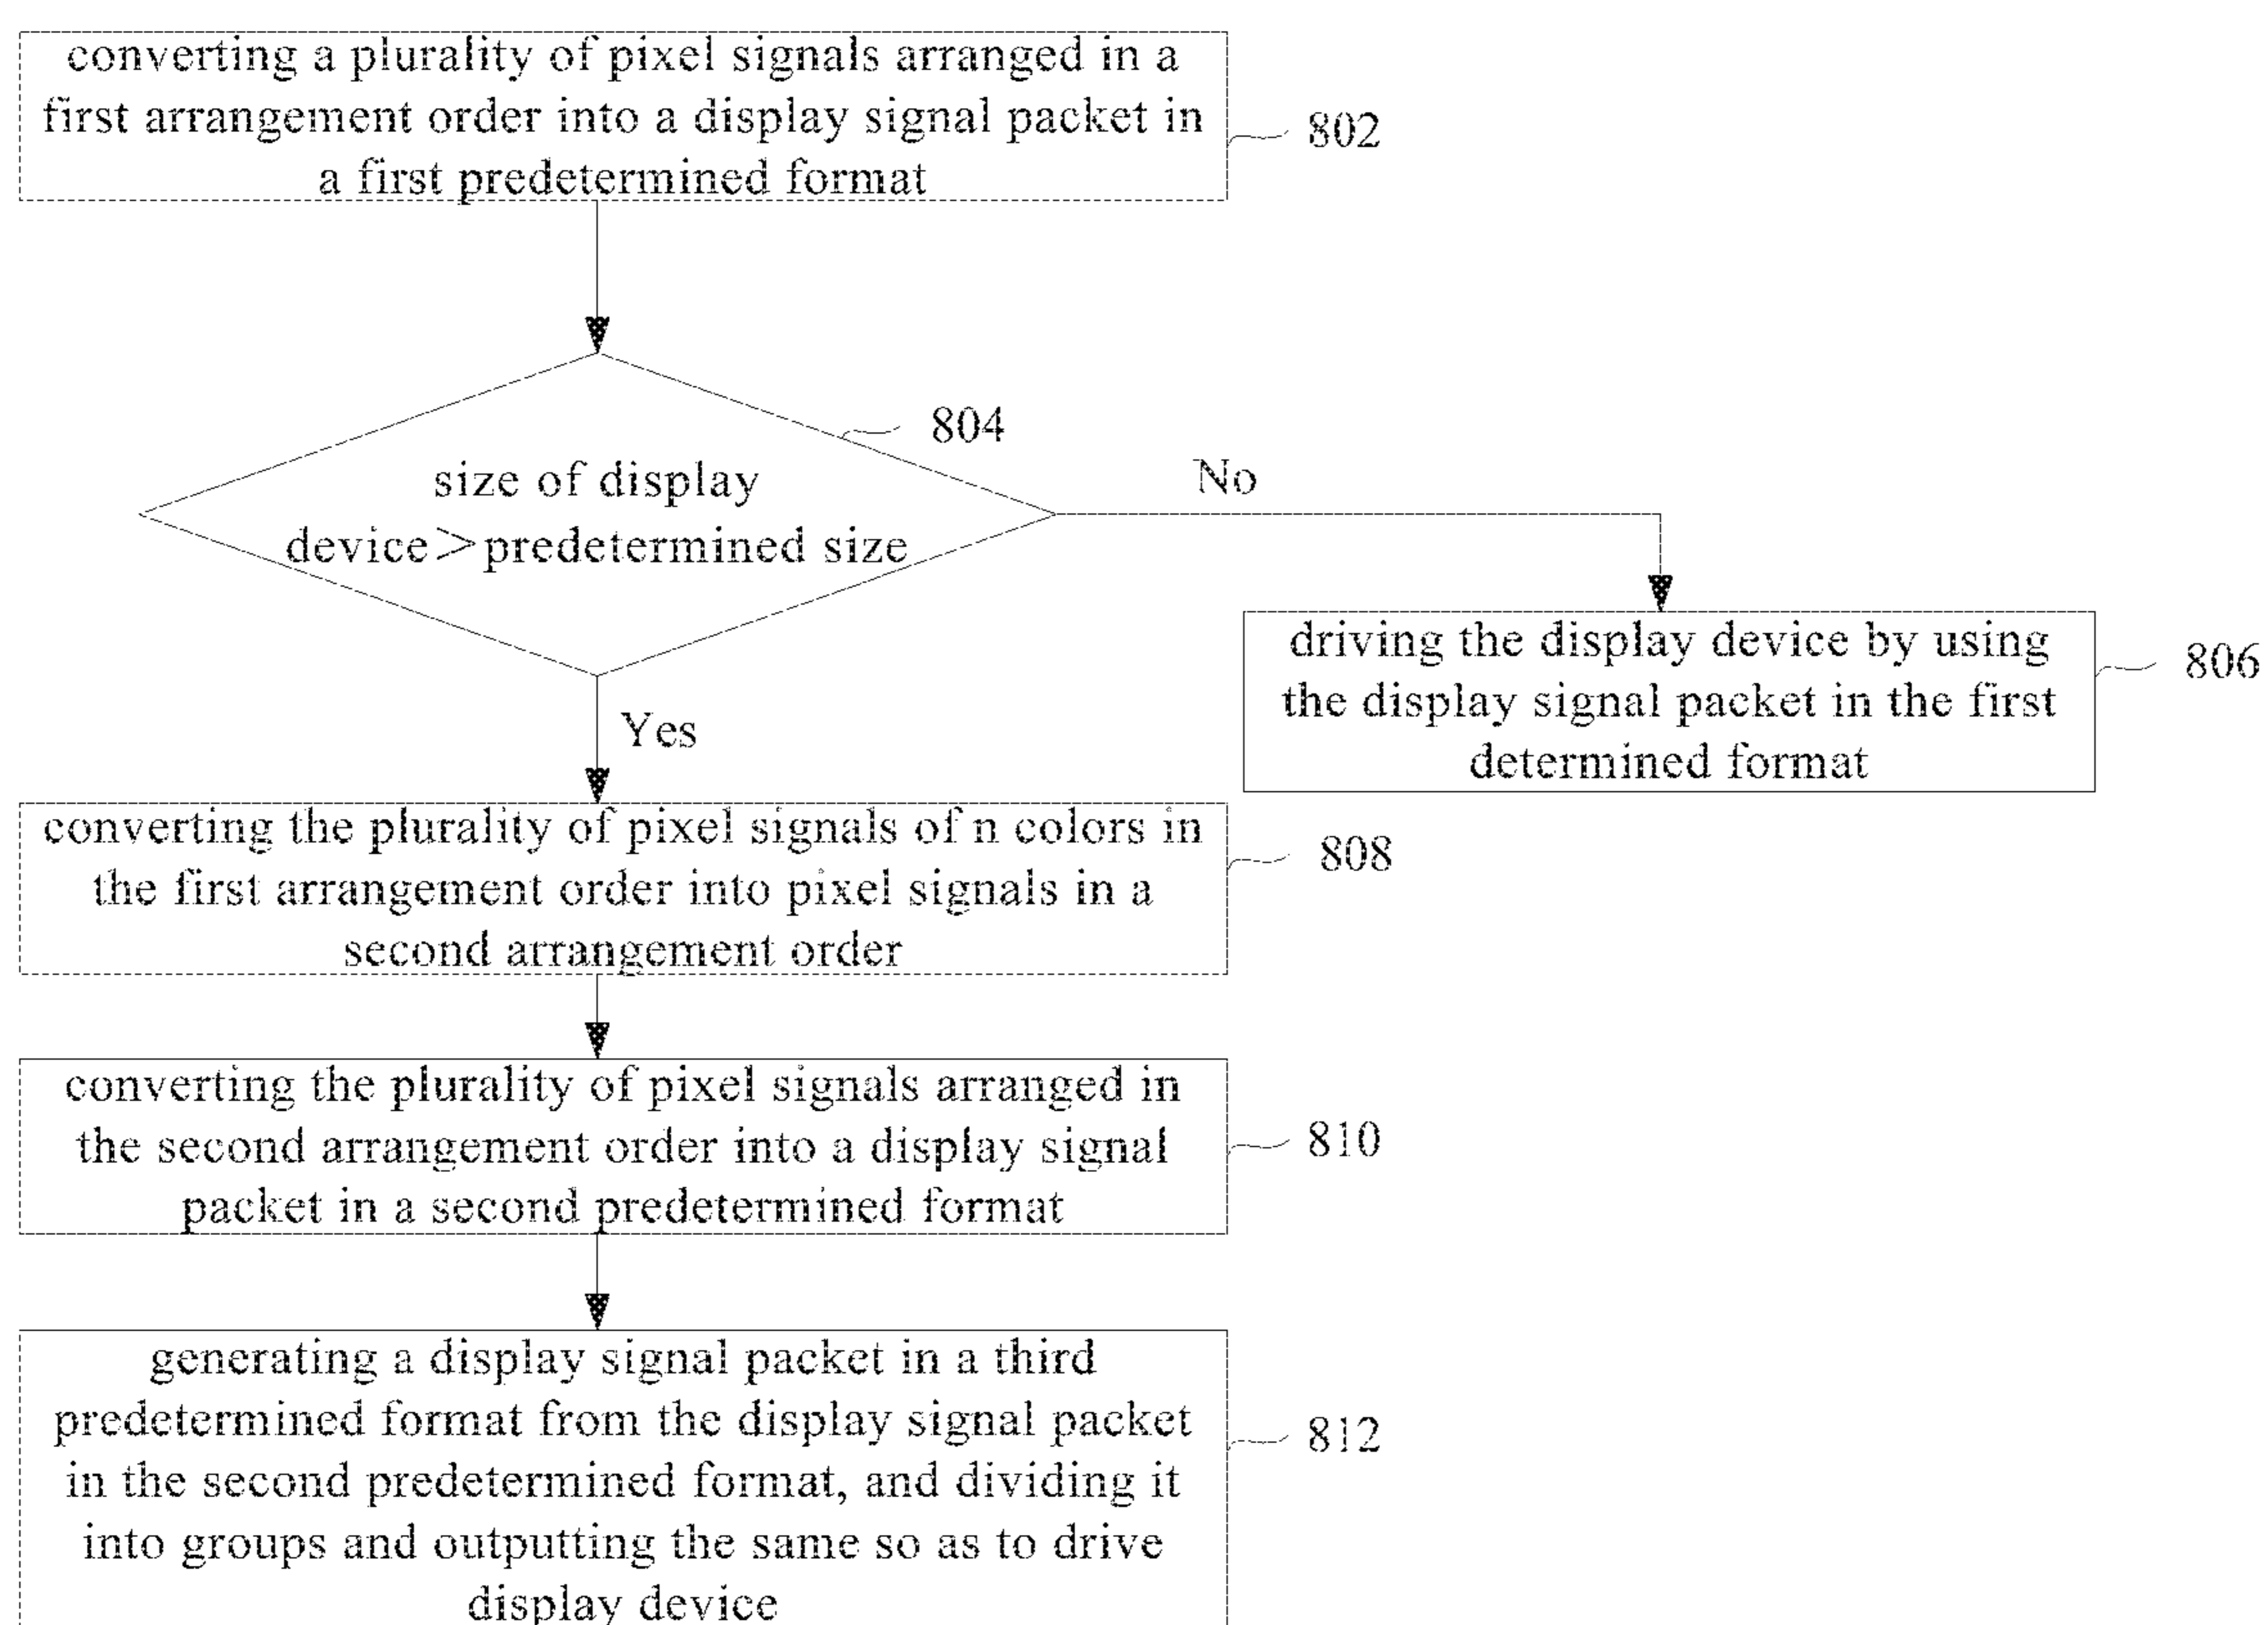 converting a plurality of pixel signals arranged in a
first arrangement order into a display signal packet in
a first predetermined format
802
804
size of display
device>predetermined size
No
driving the display device by using
the display signal packet in the first
determined format
806
Yes
converting the plurality of pixel signals of n colors in
the first arrangement order into pixel signals in a
second arrangement order
808
converting the plurality of pixel signals arranged in
the second arrangement order into a display signal
packet in a second predetermined format
810
generating a display signal packet in a third
predetermined format from the display signal packet
in the second predetermined format, and dividing it
into groups and outputting the same so as to drive
display device
812